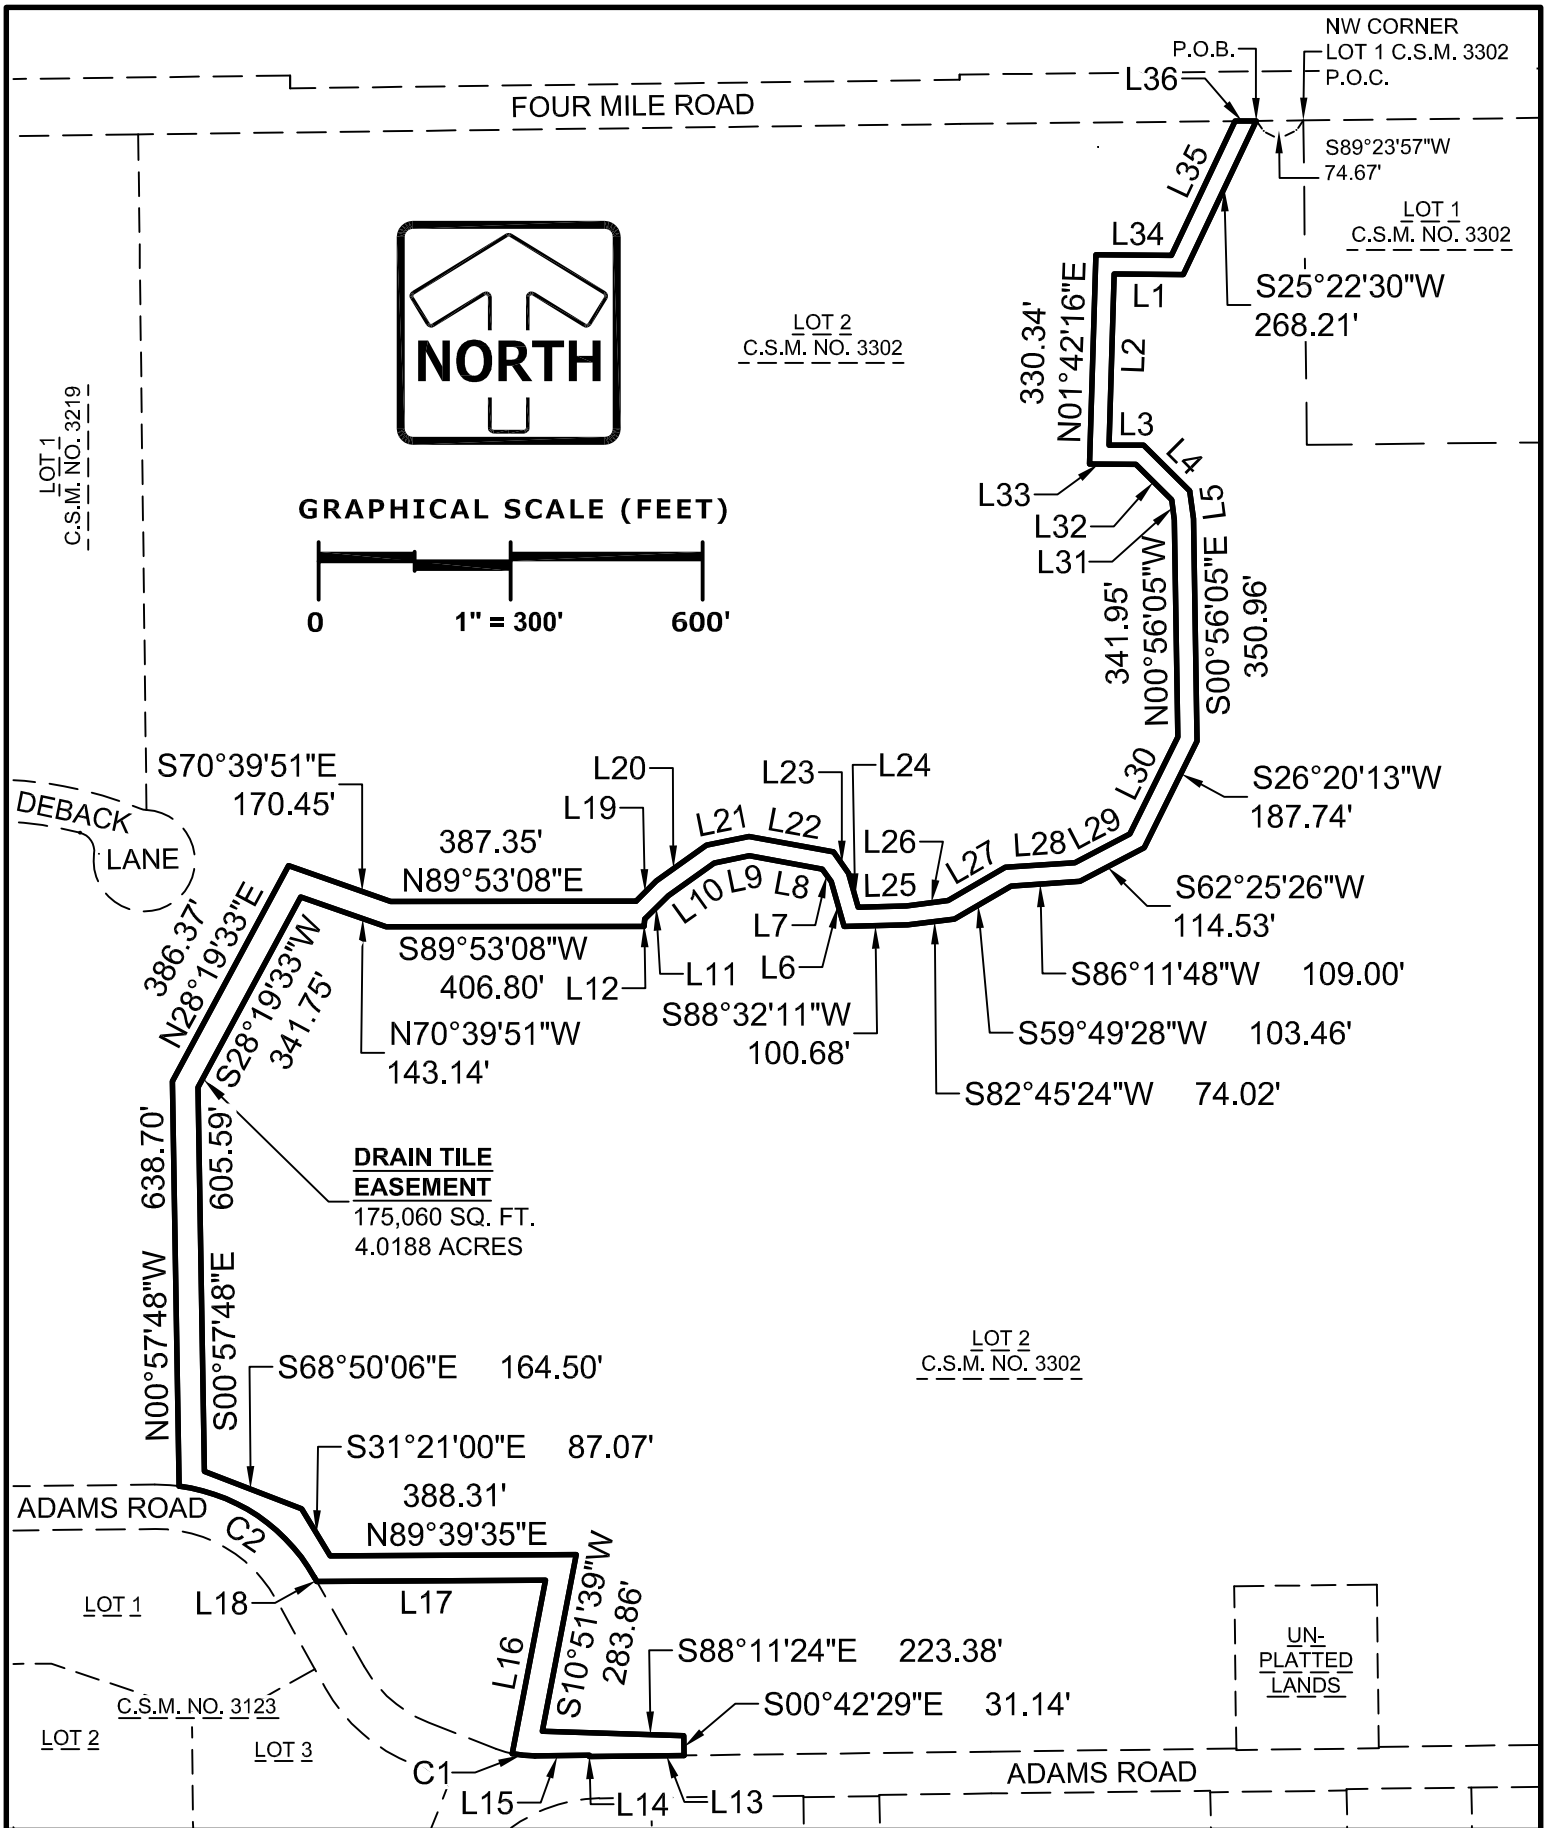 NW CORNER
LOT 1 C.S.M. 3302
P.O.C.
P.O.B.
L36
FOUR MILE ROAD
S89°23'57"W
74.67'
L35
LOT 1
C.S.M. NO. 3302
L34
L1
S25°22'30"W
268.21'
330.34'
N01°42'16"E
L2
NORTH
LOT 2
C.S.M. NO. 3302
LOT 1
C.S.M. NO. 3219
L3
L4
L33
L5
L32
L31
GRAPHICAL SCALE (FEET)
0
1" = 300'
600'
341.95'
N00°56'05"W
S00°56'05"E
350.96'
S70°39'51"E
170.45'
L20
L23
L24
L30
S26°20'13"W
187.74'
DEBACK
LANE
L19
387.35'
N89°53'08"E
L21
L22
L26
L27
L28
L29
L10
L9
L8
L25
S62°25'26"W
114.53'
386.37'
N28°19'33"E
S28°19'33"W
341.75'
S89°53'08"W
406.80'
L12
L11
L7
L6
S86°11'48"W 109.00'
S88°32'11"W
100.68'
S59°49'28"W 103.46'
N70°39'51"W
143.14'
S82°45'24"W 74.02'
N00°57'48"W 638.70'
S00°57'48"E 605.59'
DRAIN TILE
EASEMENT
175,060 SQ. FT.
4.0188 ACRES
LOT 2
C.S.M. NO. 3302
S68°50'06"E 164.50'
S31°21'00"E 87.07'
388.31'
N89°39'35"E
ADAMS ROAD
C2
LOT 1
L18
L17
L16
S10°51'39"W
283.86'
S88°11'24"E 223.38'
S00°42'29"E 31.14'
UN-
PLATTED
LANDS
C.S.M. NO. 3123
LOT 2
LOT 3
C1
L15
L14
L13
ADAMS ROAD